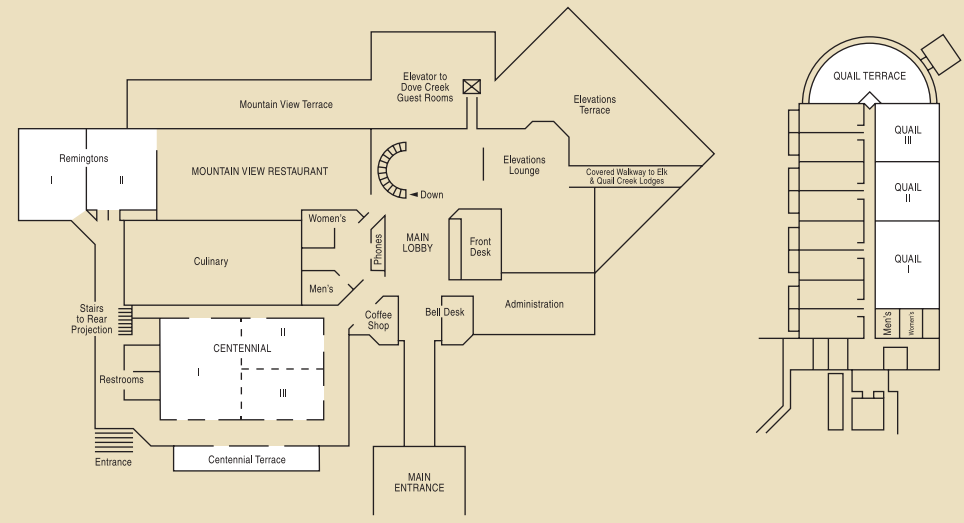 Elevator to
Dove Creek
Guest Rooms
Mountain View Terrace
Elevations
Terrace
Remingtons
I
II
MOUNTAIN VIEW RESTAURANT
Elevations
Lounge
Covered Walkway to Elk
& Quail Creek Lodges
Down
Women's
Phones
MAIN
LOBBY
Front
Desk
Culinary
Men's
Stairs
to Rear
Projection
Coffee
Shop
Bell Desk
Administration
CENTENNIAL
I
II
III
Restrooms
Entrance
Centennial Terrace
MAIN
ENTRANCE
QUAIL TERRACE
QUAIL
III
QUAIL
II
QUAIL
I
Men's
Women's